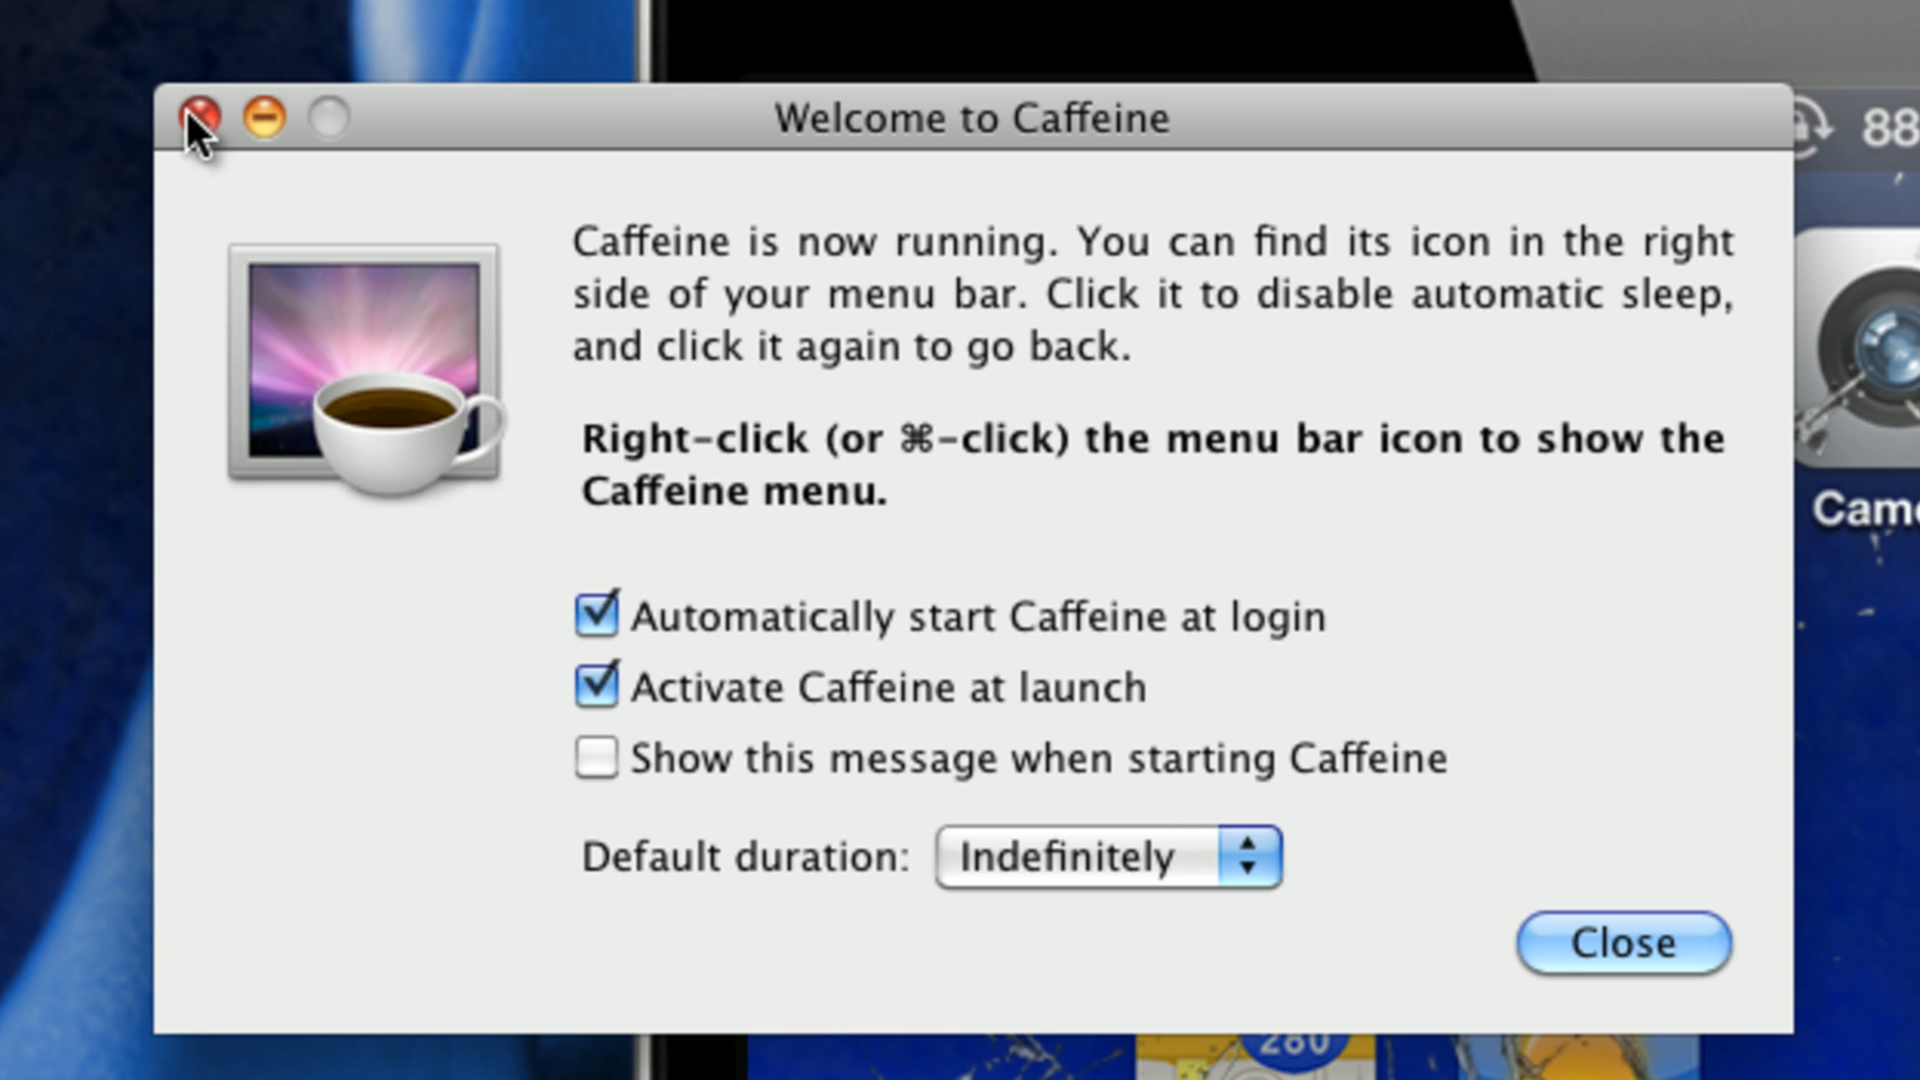 Welcome to Caffeine
88
Caffeine is now running. You can find its icon in the right
side of your menu bar. Click it to disable automatic sleep,
and click it again to go back.
Right-click (or ⌘-click) the menu bar icon to show the
Caffeine menu.
Came
Automatically start Caffeine at login
Activate Caffeine at launch
Show this message when starting Caffeine
Default duration: Indefinitely
Close
280